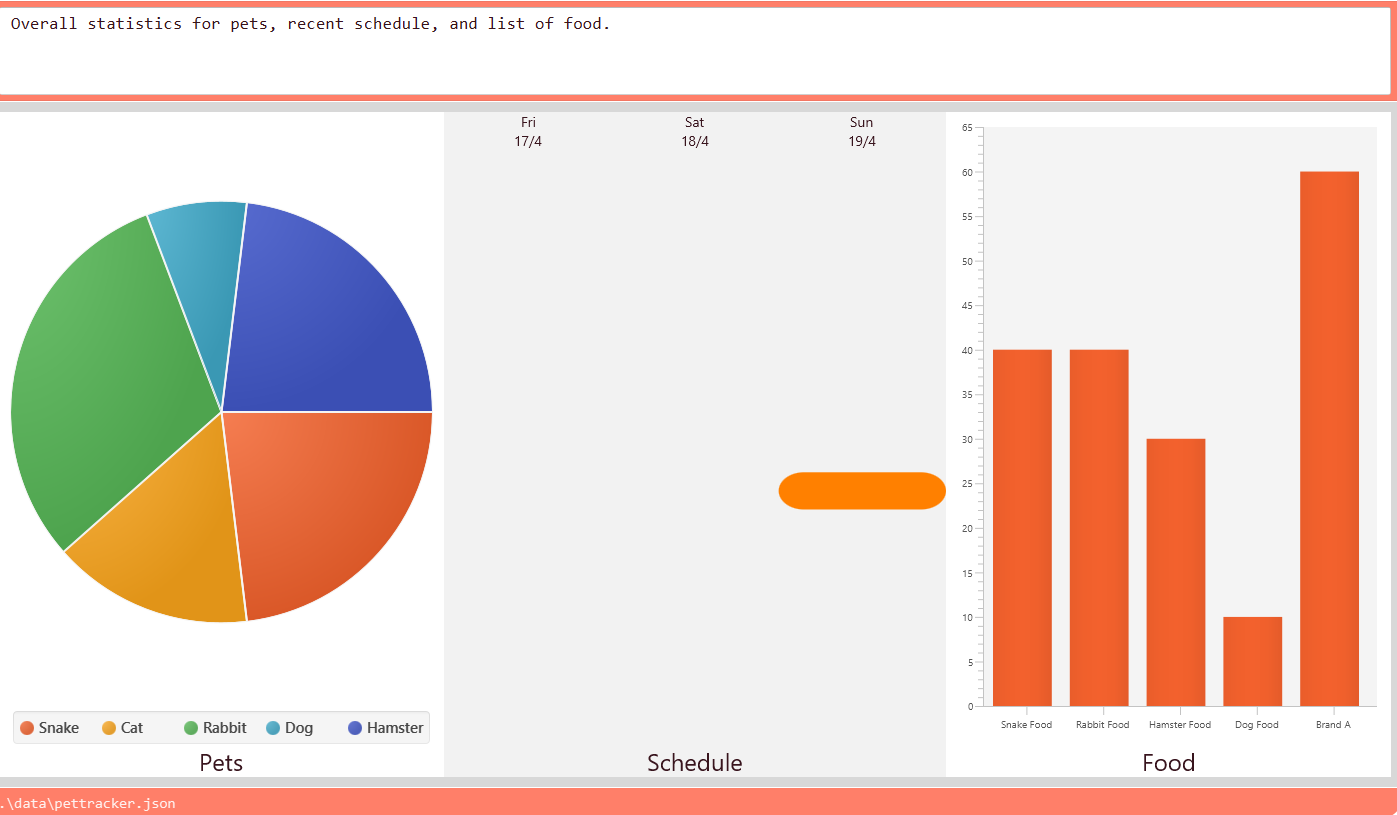 Overall statistics for pets, recent schedule, and list of food.
Fri
17/4
Sat
18/4
Sun
19/4
65
60
55
50
45
40
35
30
25
20
15
10
5
0
Snake Food Rabbit Food Hamster Food Dog Food Brand A
Snake Cat Rabbit Dog Hamster
Pets
Schedule
Food
.\data\pettracker.json